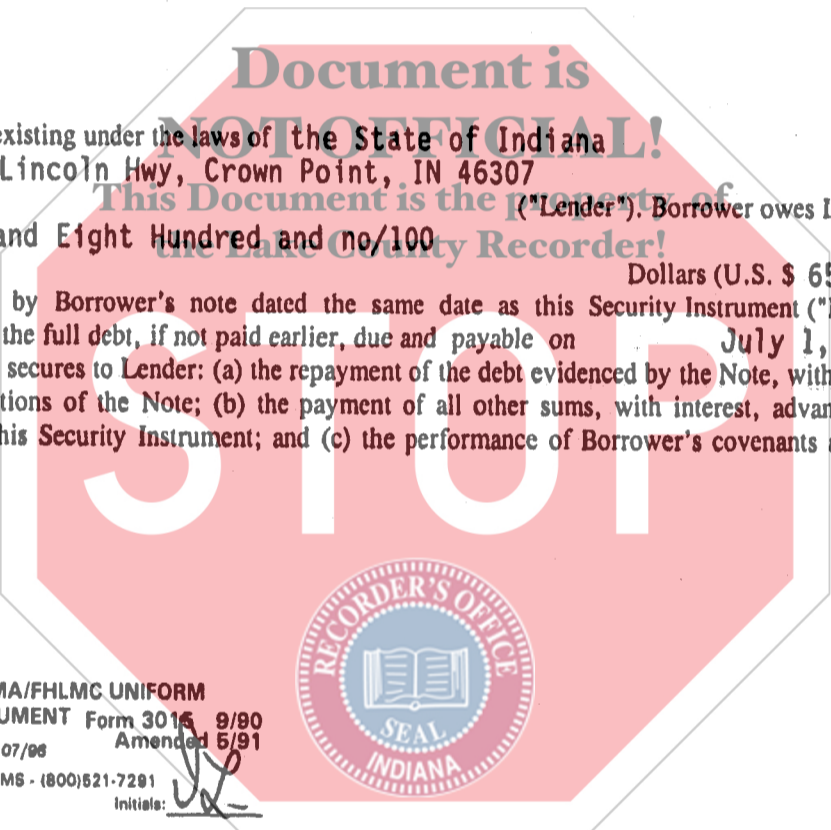 Document is
NOT OFFICIAL!
This Document is the property of
the Lake County Recorder!
existing under the laws of the State of Indiana
Lincoln Hwy, Crown Point, IN 46307
("Lender"). Borrower owes L
and Eight Hundred and no/100
Dollars (U.S. $ 65
by Borrower's note dated the same date as this Security Instrument ("
the full debt, if not paid earlier, due and payable on July 1,
secures to Lender: (a) the repayment of the debt evidenced by the Note, with
tions of the Note; (b) the payment of all other sums, with interest, advan
his Security Instrument; and (c) the performance of Borrower's covenants a
STOP
RECORDER'S OFFICE
SEAL
INDIANA
MA/FHLMC UNIFORM
UMENT Form 3015 9/90
Amended 5/91
07/96
MS - (800)521-7291
Initials: